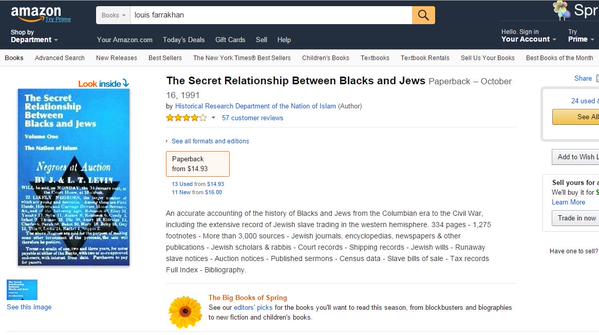 amazon
Try Prime
Books
louis farrakhan
Spr
Shop by
Department
Your Amazon.com Today's Deals Gift Cards Sell Help
Hello. Sign in
Your Account
Try
Prime
Books Advanced Search New Releases Best Sellers The New York Times® Best Sellers Children's Books Textbooks Textbook Rentals Sell Us Your Books Best Books of the Month
Look inside
The Secret Relationship Between Blacks and Jews Paperback – October
16, 1991
by Historical Research Department of the Nation of Islam (Author)
57 customer reviews
See all formats and editions
Paperback
from $14.93
13 Used from $14.93
11 New from $16.00
An accurate accounting of the history of Blacks and Jews from the Columbian era to the Civil War,
including the extensive record of Jewish slave trading in the western hemisphere. 334 pages - 1,275
footnotes - More than 3,000 sources - Jewish journals, encyclopedias, newspapers & other
publications - Jewish scholars & rabbis - Court records - Shipping records - Jewish wills - Runaway
slave notices - Auction notices - Published sermons - Census data - Slave bills of sale - Tax records
Full Index - Bibliography.
The Big Books of Spring
See our editors' picks for the books you'll want to read this season, from blockbusters and biographies
to new fiction and children's books.
The Secret
Relationship
Between
Blacks and Jews
Volume One
The Nation of Islam
Negroes at Auction
BY J. & L. T. LEVIN
See this image
Share
24 used &
See All
Add to Wish L
Sell yours for a
We'll buy it for $
Learn More
Trade in now
Have one to sell?